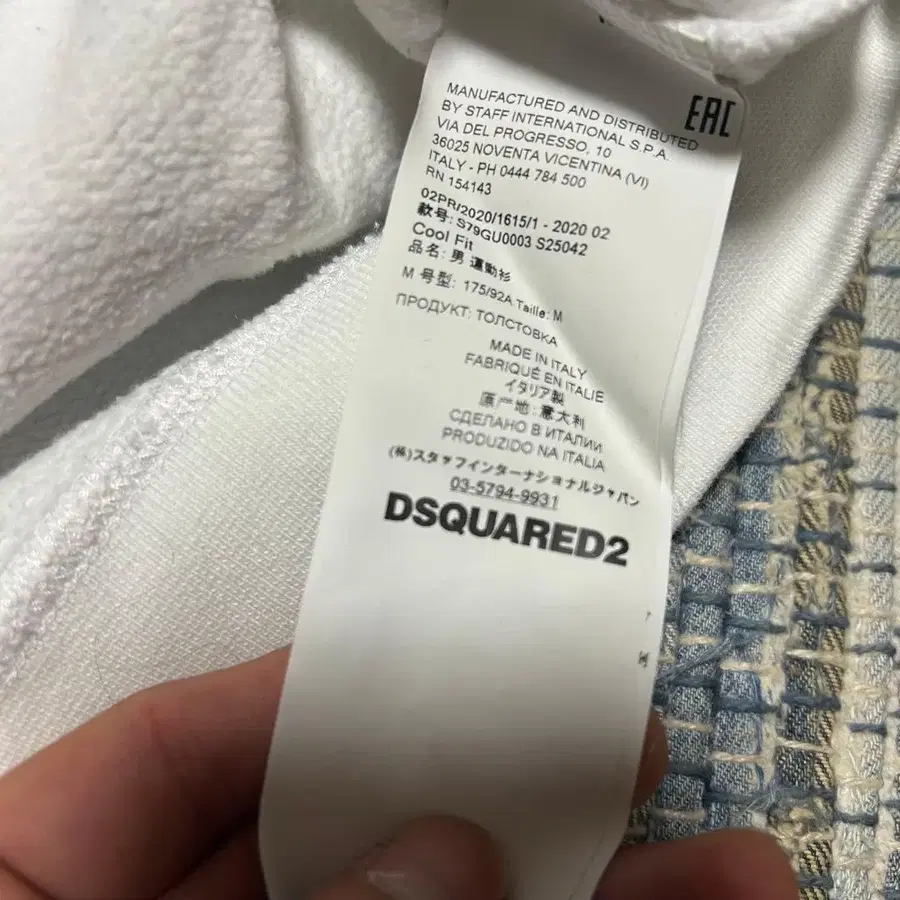 EAC
MANUFACTURED AND DISTRIBUTED
BY STAFF INTERNATIONAL S.P.A.
VIA DEL PROGRESSO, 10
36025 NOVENTA VICENTINA (VI)
ITALY - PH 0444 784 500
RN 154143
02PR/2020/1615/1 - 2020 02
款号: S79GU0003 S25042
Cool Fit
品名: 男 運動衫
M 号型: 175/92A Taille: M
ПРОДУКТ: ТОЛСТОВКА
MADE IN ITALY
FABRIQUÉ EN ITALIE
イタリア製
原产地: 意大利
СДЕЛАНО В ИТАЛИИ
PRODUZIDO NA ITALIA
(株)スタッフインターナショナルジャパン
03-5794-9931
DSQUARED2